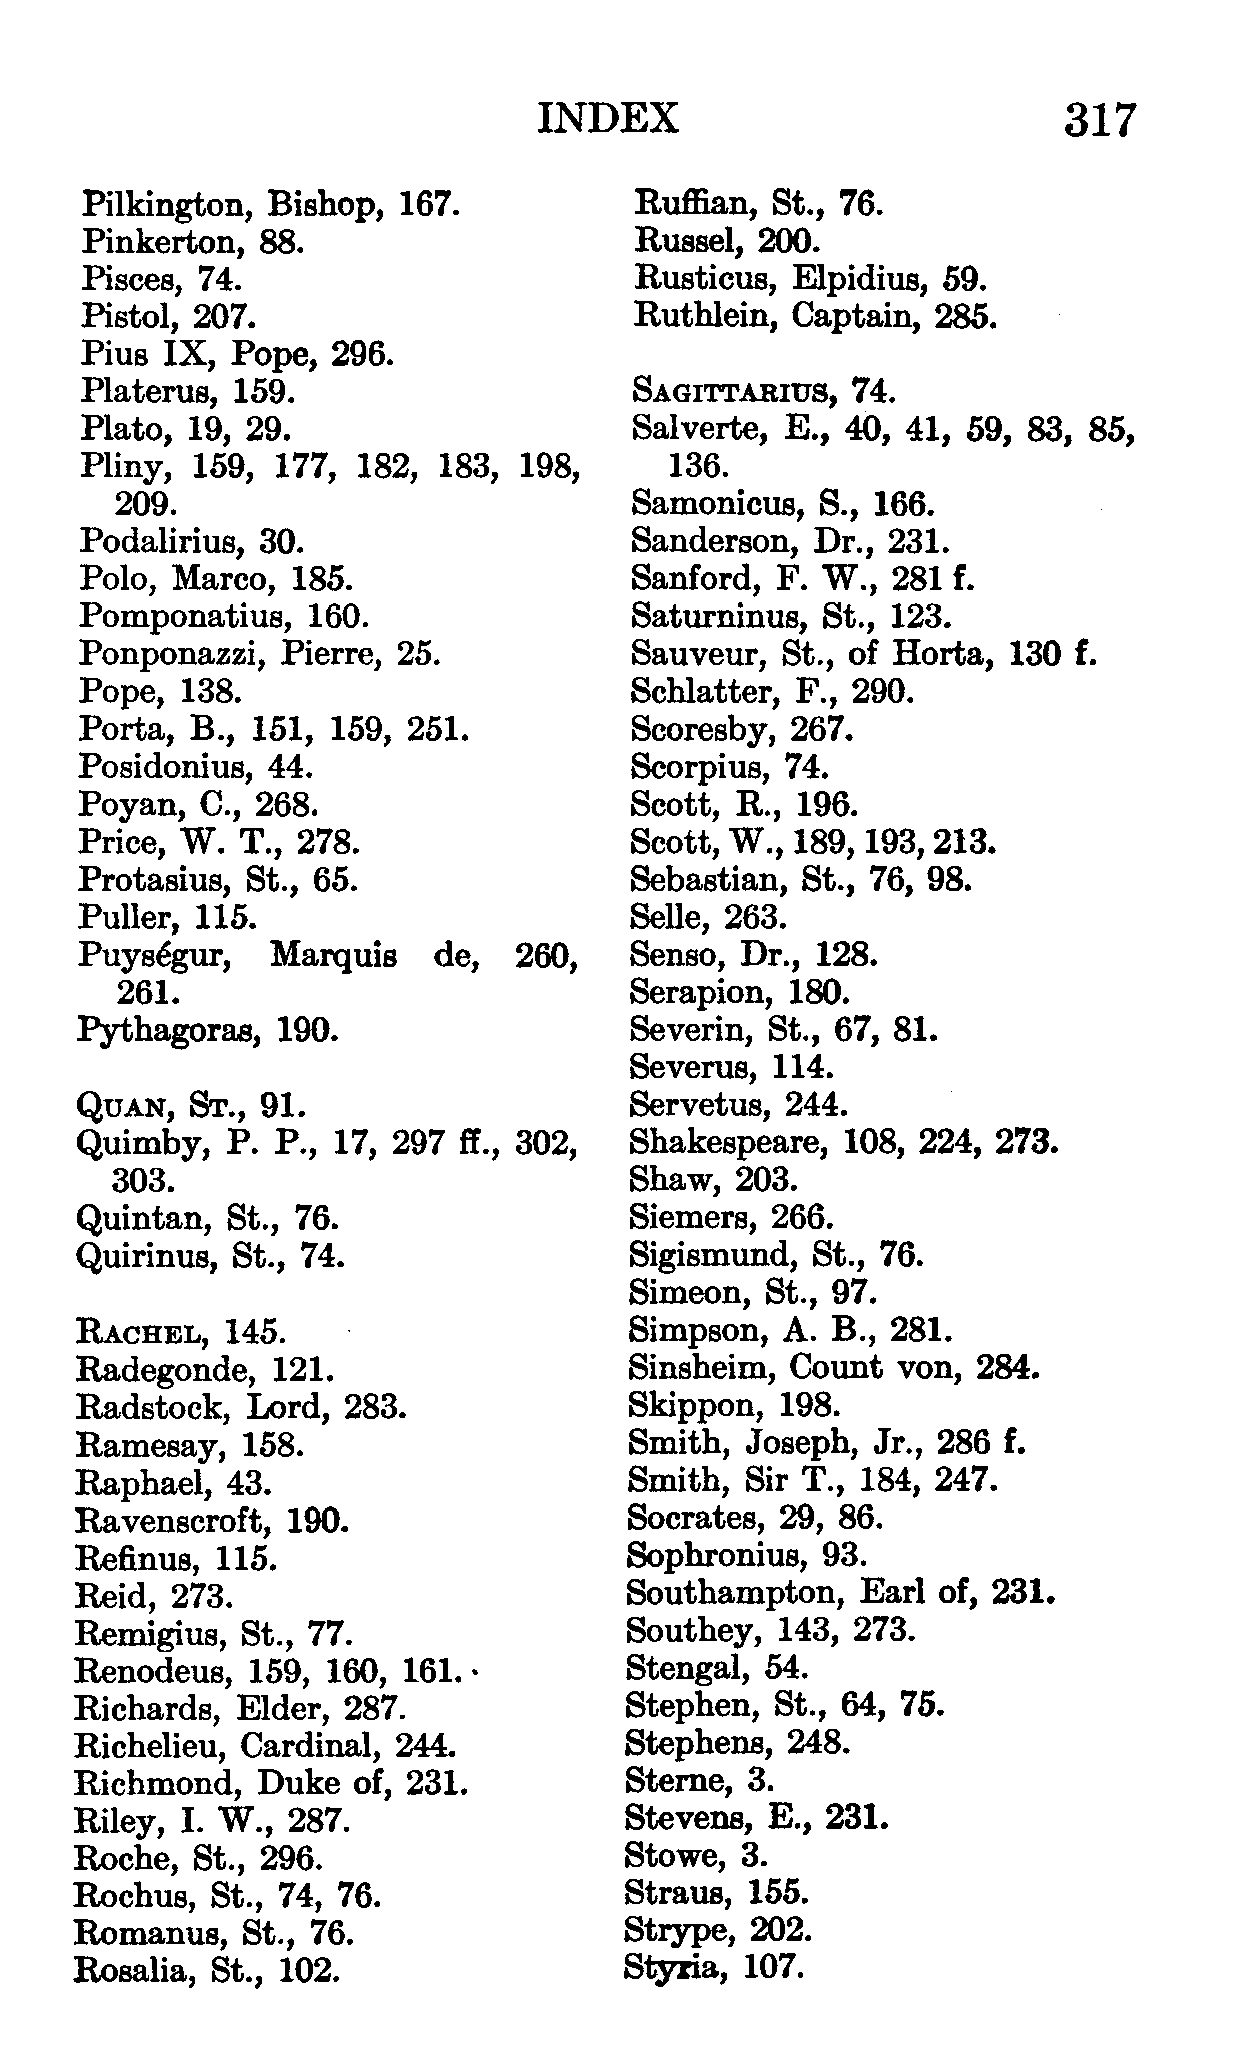 INDEX 317
Pilkington, Bishop, 167.
Pinkerton, 88.
Pisces, 74.
Pistol, 207.
Pius IX, Pope, 296.
Platerus, 159.
Plato, 19, 29.
Pliny, 159, 177, 182, 183, 198,
209.
Podalirius, 30.
Polo, Marco, 185.
Pomponatius, 160.
Ponponazzi, Pierre, 25.
Pope, 138.
Porta, B., 151, 159, 251.
Posidonius, 44.
Poyan, C., 268.
Price, W. T., 278.
Protasius, St., 65.
Puller, 115.
Puységur, Marquis de, 260,
261.
Pythagoras, 190.
QUAN, ST., 91.
Quimby, P. P., 17, 297 ff., 302,
303.
Quintan, St., 76.
Quirinus, St., 74.
RACHEL, 145.
Radegonde, 121.
Radstock, Lord, 283.
Ramesay, 158.
Raphael, 43.
Ravenscroft, 190.
Refinus, 115.
Reid, 273.
Remigius, St., 77.
Renodeus, 159, 160, 161.
Richards, Elder, 287.
Richelieu, Cardinal, 244.
Richmond, Duke of, 231.
Riley, I. W., 287.
Roche, St., 296.
Rochus, St., 74, 76.
Romanus, St., 76.
Rosalia, St., 102.
Ruffian, St., 76.
Russel, 200.
Rusticus, Elpidius, 59.
Ruthlein, Captain, 285.
SAGITTARIUS, 74.
Salverte, E., 40, 41, 59, 83, 85,
136.
Samonicus, S., 166.
Sanderson, Dr., 231.
Sanford, F. W., 281 f.
Saturninus, St., 123.
Sauveur, St., of Horta, 130 f.
Schlatter, F., 290.
Scoresby, 267.
Scorpius, 74.
Scott, R., 196.
Scott, W., 189, 193, 213.
Sebastian, St., 76, 98.
Selle, 263.
Senso, Dr., 128.
Serapion, 180.
Severin, St., 67, 81.
Severus, 114.
Servetus, 244.
Shakespeare, 108, 224, 273.
Shaw, 203.
Siemers, 266.
Sigismund, St., 76.
Simeon, St., 97.
Simpson, A. B., 281.
Sinsheim, Count von, 284.
Skippon, 198.
Smith, Joseph, Jr., 286 f.
Smith, Sir T., 184, 247.
Socrates, 29, 86.
Sophronius, 93.
Southampton, Earl of, 231.
Southey, 143, 273.
Stengal, 54.
Stephen, St., 64, 75.
Stephens, 248.
Sterne, 3.
Stevens, E., 231.
Stowe, 3.
Straus, 155.
Strype, 202.
Styria, 107.